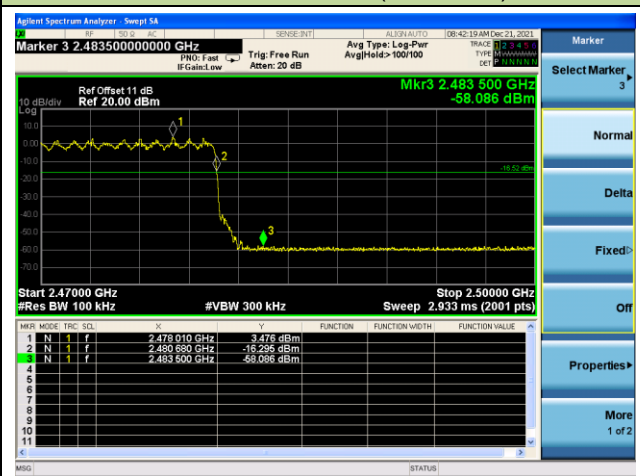 Agilent Spectrum Analyzer - Swept SA
RF 50 Ω AC SENSE:INT ALIGN AUTO 08:42:19 AM Dec 21, 2021
Marker 3 2.483500000000 GHz
PNO: Fast
IFGain:Low
Trig: Free Run
Atten: 20 dB
Avg Type: Log-Pwr
Avg|Hold:> 100/100
TRACE 1 2 3 4 5 6
TYPE
DET P N N N N N
Ref Offset 11 dB
Ref 20.00 dBm
10 dB/div
Log
Mkr3 2.483 500 GHz
-58.086 dBm
10.0
0.00
-10.0
-20.0
-30.0
-40.0
-50.0
-60.0
-70.0
1
2
3
-16.52 dBm
Start 2.47000 GHz
Stop 2.50000 GHz
#Res BW 100 kHz #VBW 300 kHz Sweep 2.933 ms (2001 pts)
MKR MODE TRC SCL X Y FUNCTION FUNCTION WIDTH FUNCTION VALUE
1 N 1 f 2.478 010 GHz 3.476 dBm
2 N 1 f 2.480 680 GHz -16.295 dBm
3 N 1 f 2.483 500 GHz -58.086 dBm
4
5
6
7
8
9
10
11
MSG STATUS
Marker
Select Marker
3
Normal
Delta
Fixed
Off
Properties
More
1 of 2